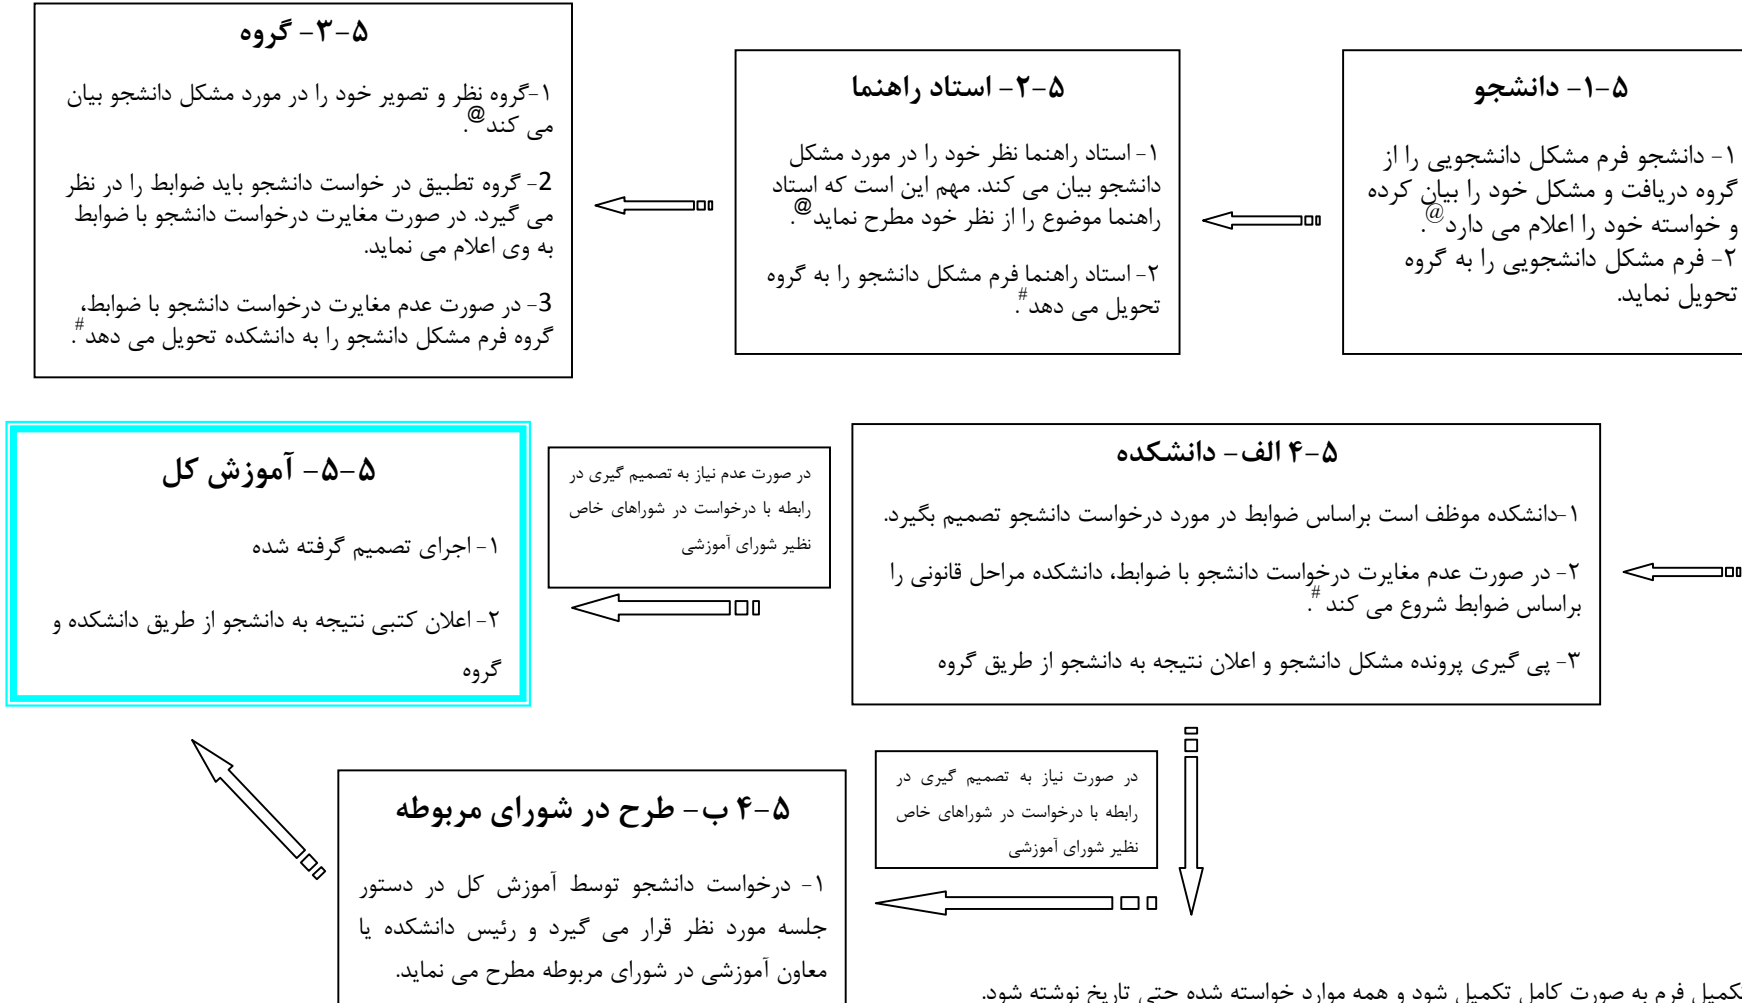 ۵-۱- دانشجو
۱- دانشجو فرم مشکل دانشجویی را از
گروه دریافت و مشکل خود را بیان کرده
و خواسته خود را اعلام می دارد@.
۲- فرم مشکل دانشجویی را به گروه
تحویل نماید.
۵-۲- استاد راهنما
۱- استاد راهنما نظر خود را در مورد مشکل
دانشجو بیان می کند. مهم این است که استاد
راهنما موضوع را از نظر خود مطرح نماید@.
۲- استاد راهنما فرم مشکل دانشجو را به گروه
تحویل می دهد#.
۵-۳- گروه
۱-گروه نظر و تصویر خود را در مورد مشکل دانشجو بیان
می کند@.
2- گروه تطبیق در خواست دانشجو باید ضوابط را در نظر
می گیرد. در صورت مغایرت درخواست دانشجو با ضوابط
به وی اعلام می نماید.
3- در صورت عدم مغایرت درخواست دانشجو با ضوابط،
گروه فرم مشکل دانشجو را به دانشکده تحویل می دهد#.
۵-۴ الف- دانشکده
۱-دانشکده موظف است براساس ضوابط در مورد درخواست دانشجو تصمیم بگیرد.
۲- در صورت عدم مغایرت درخواست دانشجو با ضوابط، دانشکده مراحل قانونی را
براساس ضوابط شروع می کند #.
۳- پی گیری پرونده مشکل دانشجو و اعلان نتیجه به دانشجو از طریق گروه
در صورت عدم نیاز به تصمیم گیری در
رابطه با درخواست در شوراهای خاص
نظیر شورای آموزشی
۵-۵- آموزش کل
۱- اجرای تصمیم گرفته شده
۲- اعلان کتبی نتیجه به دانشجو از طریق دانشکده و
گروه
در صورت نیاز به تصمیم گیری در
رابطه با درخواست در شوراهای خاص
نظیر شورای آموزشی
۵-۴ ب- طرح در شورای مربوطه
۱- درخواست دانشجو توسط آموزش کل در دستور
جلسه مورد نظر قرار می گیرد و رئیس دانشکده یا
معاون آموزشی در شورای مربوطه مطرح می نماید.
تکمیل فرم به صورت کامل تکمیل شود و همه موارد خواسته شده حتی تاریخ نوشته شود.